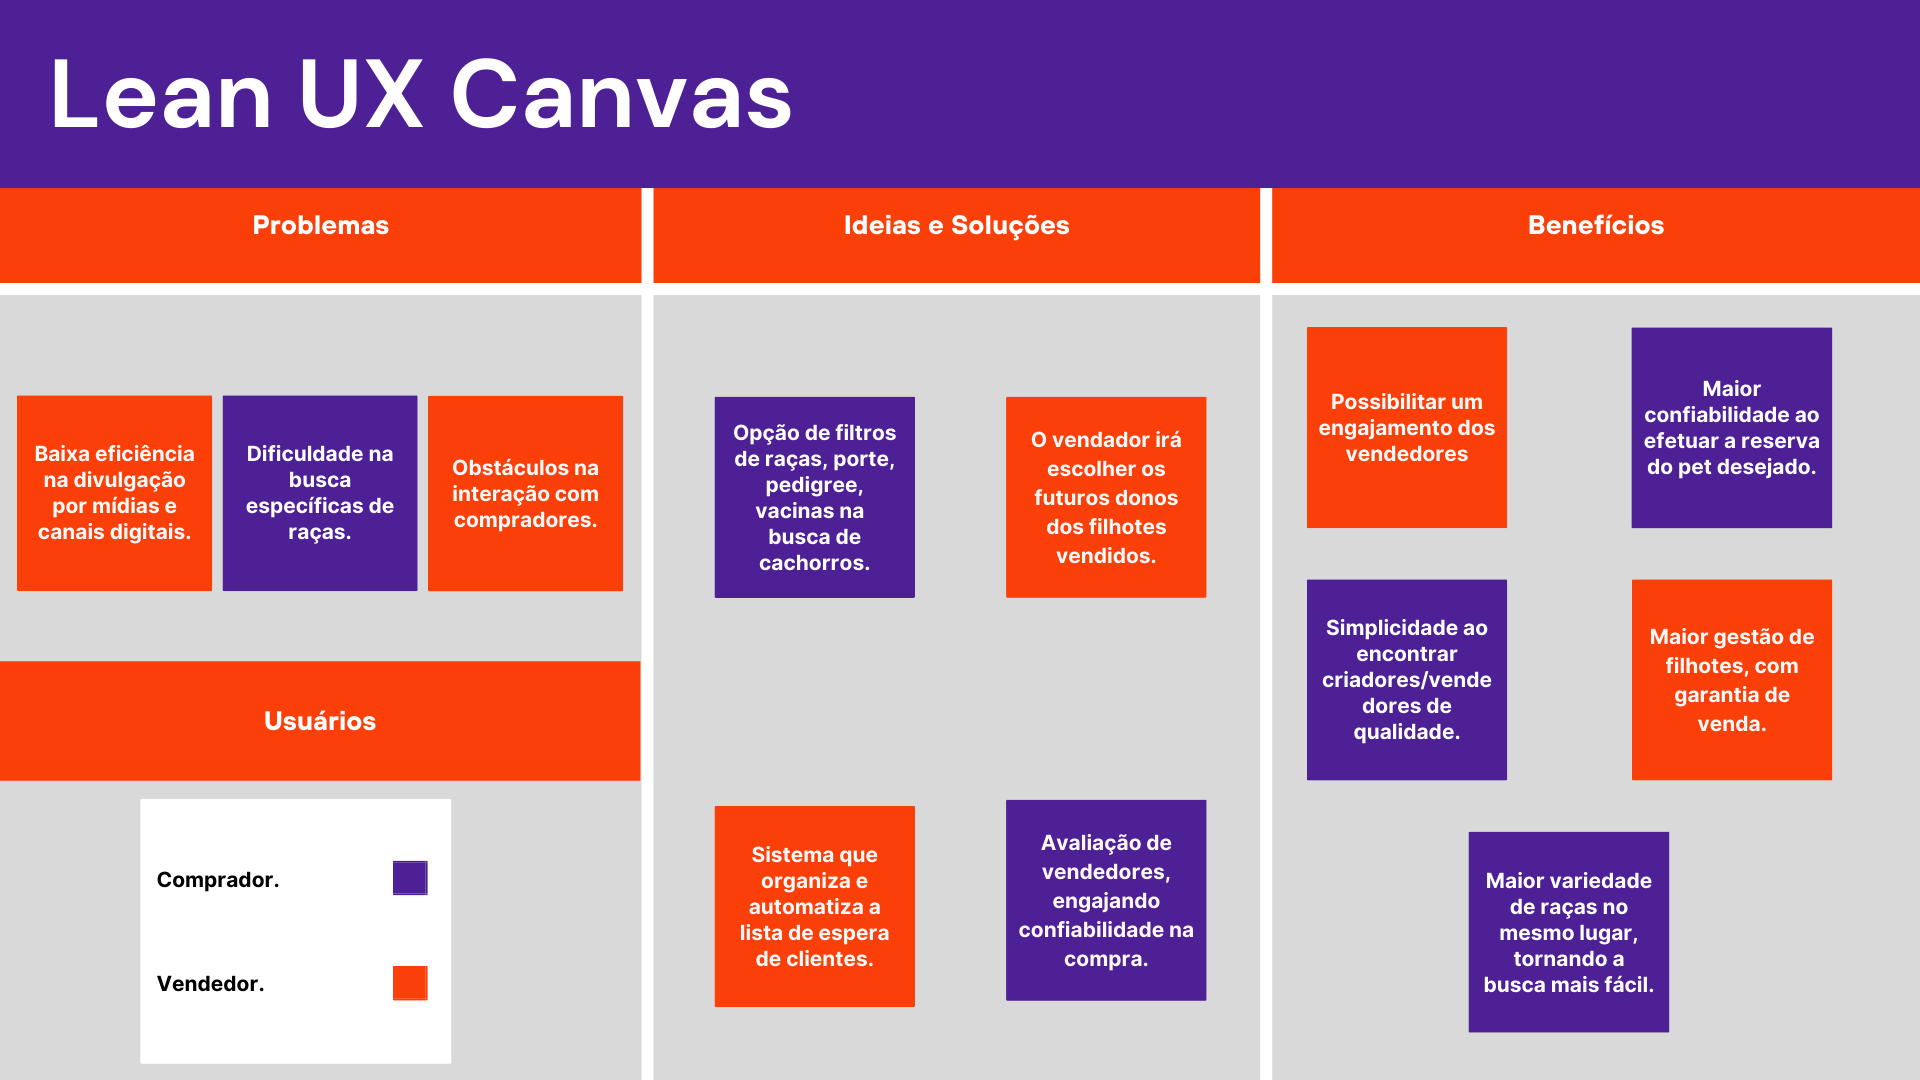 Lean UX Canvas
Problemas
Baixa eficiência
na divulgação
por mídias e
canais digitais.
Dificuldade na
busca
específicas de
raças.
Obstáculos na
interação com
compradores.
Usuários
Comprador.
Vendedor.
Ideias e Soluções
Opção de filtros
de raças, porte,
pedigree,
vacinas na
busca de
cachorros.
O vendador irá
escolher os
futuros donos
dos filhotes
vendidos.
Sistema que
organiza e
automatiza a
lista de espera
de clientes.
Avaliação de
vendedores,
engajando
confiabilidade na
compra.
Benefícios
Possibilitar um
engajamento dos
vendedores
Maior
confiabilidade ao
efetuar a reserva
do pet desejado.
Simplicidade ao
encontrar
criadores/vende
dores de
qualidade.
Maior gestão de
filhotes, com
garantia de
venda.
Maior variedade
de raças no
mesmo lugar,
tornando a
busca mais fácil.